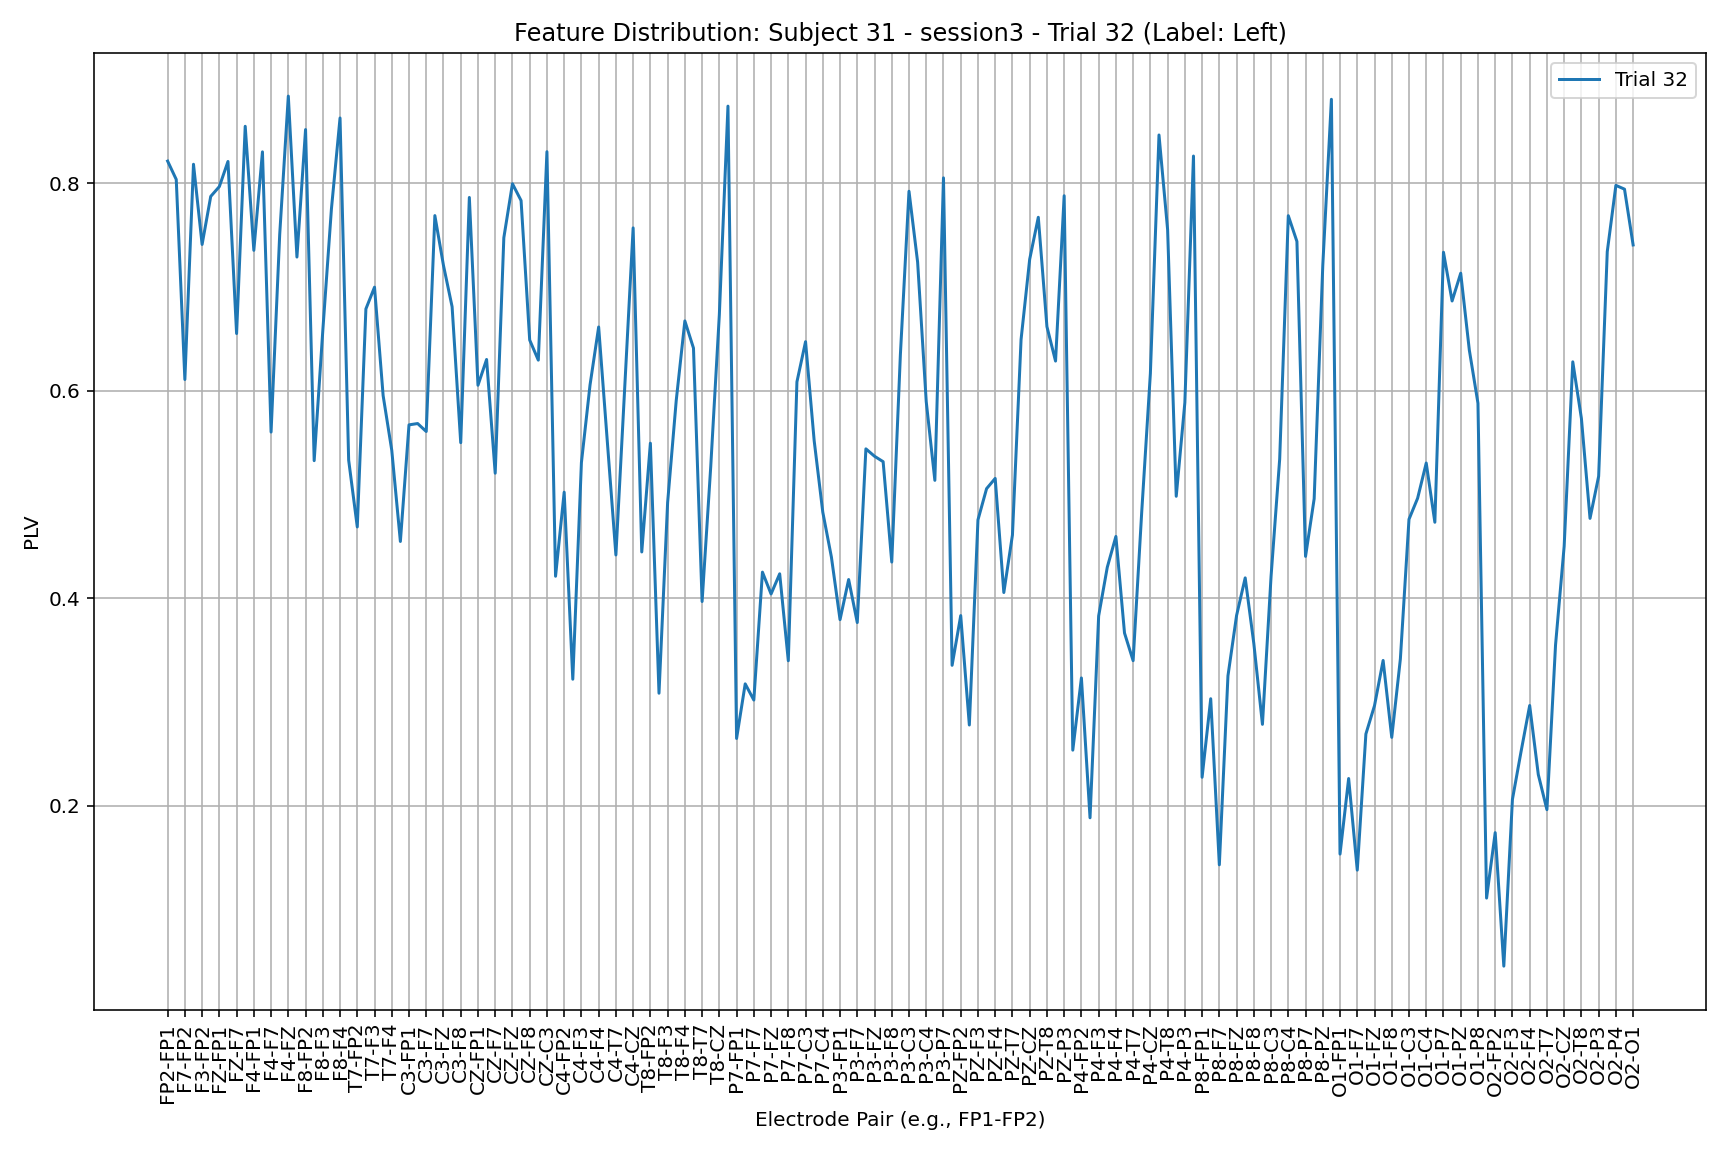 Feature Distribution: Subject 31 - session3 - Trial 32 (Label: Left)
Trial 32
PLV
0.8
0.6
0.4
0.2
FP2-FP1
F7-FP2
F3-FP2
FZ-FP1
FZ-F7
F4-FP1
F4-F7
F4-FZ
F8-FP2
F8-F3
F8-F4
T7-FP2
T7-F3
T7-F4
C3-FP1
C3-F7
C3-FZ
C3-F8
CZ-FP1
CZ-F7
CZ-FZ
CZ-F8
CZ-C3
C4-FP2
C4-F3
C4-F4
C4-T7
C4-CZ
T8-FP2
T8-F3
T8-F4
T8-T7
T8-CZ
P7-FP1
P7-F7
P7-FZ
P7-F8
P7-C3
P7-C4
P3-FP1
P3-F7
P3-FZ
P3-F8
P3-C3
P3-C4
P3-P7
PZ-FP2
PZ-F3
PZ-F4
PZ-T7
PZ-CZ
PZ-T8
PZ-P3
P4-FP2
P4-F3
P4-F4
P4-T7
P4-CZ
P4-T8
P4-P3
P8-FP1
P8-F7
P8-FZ
P8-F8
P8-C3
P8-C4
P8-P7
P8-PZ
O1-FP1
O1-F7
O1-FZ
O1-F8
O1-C3
O1-C4
O1-P7
O1-PZ
O1-P8
O2-FP2
O2-F3
O2-F4
O2-T7
O2-CZ
O2-T8
O2-P3
O2-P4
O2-O1
Electrode Pair (e.g., FP1-FP2)